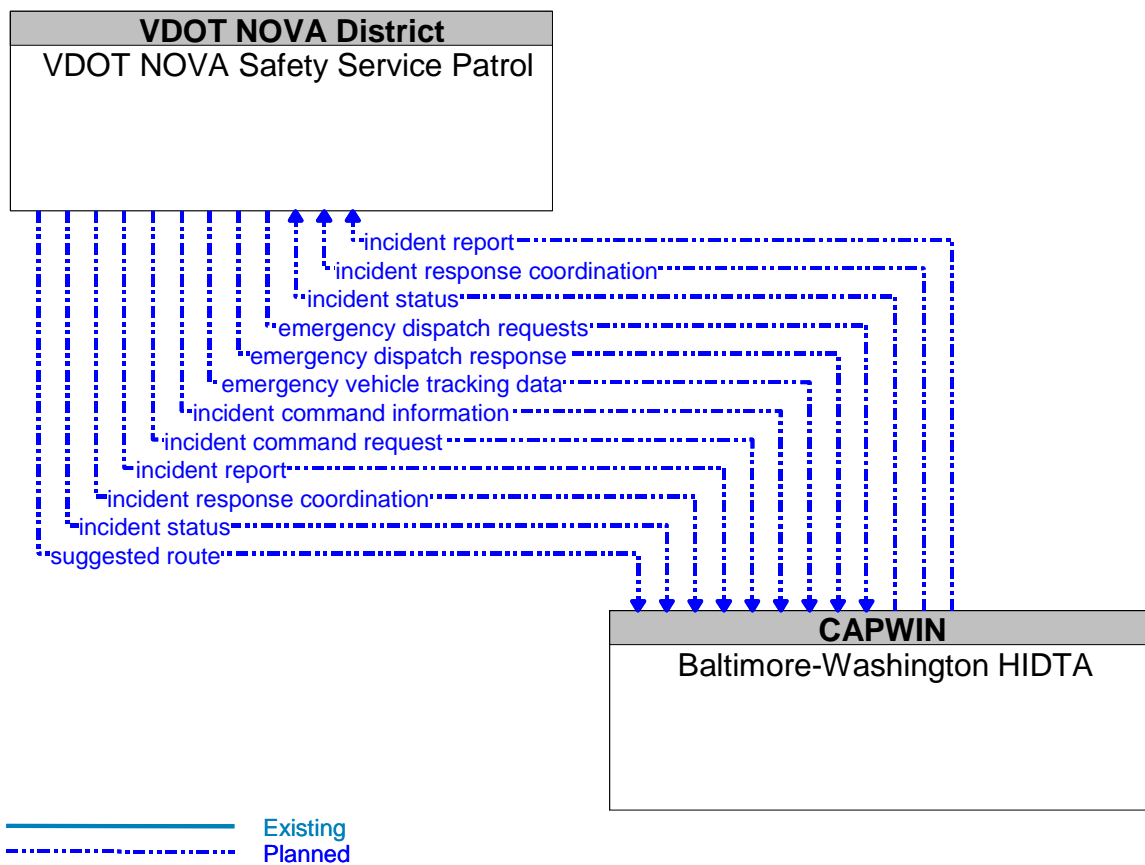 VDOT NOVA District
VDOT NOVA Safety Service Patrol
incident report
incident response coordination
incident status
emergency dispatch requests
emergency dispatch response
emergency vehicle tracking data
incident command information
incident command request
incident report
incident response coordination
incident status
suggested route
CAPWIN
Baltimore-Washington HIDTA
Existing
Planned